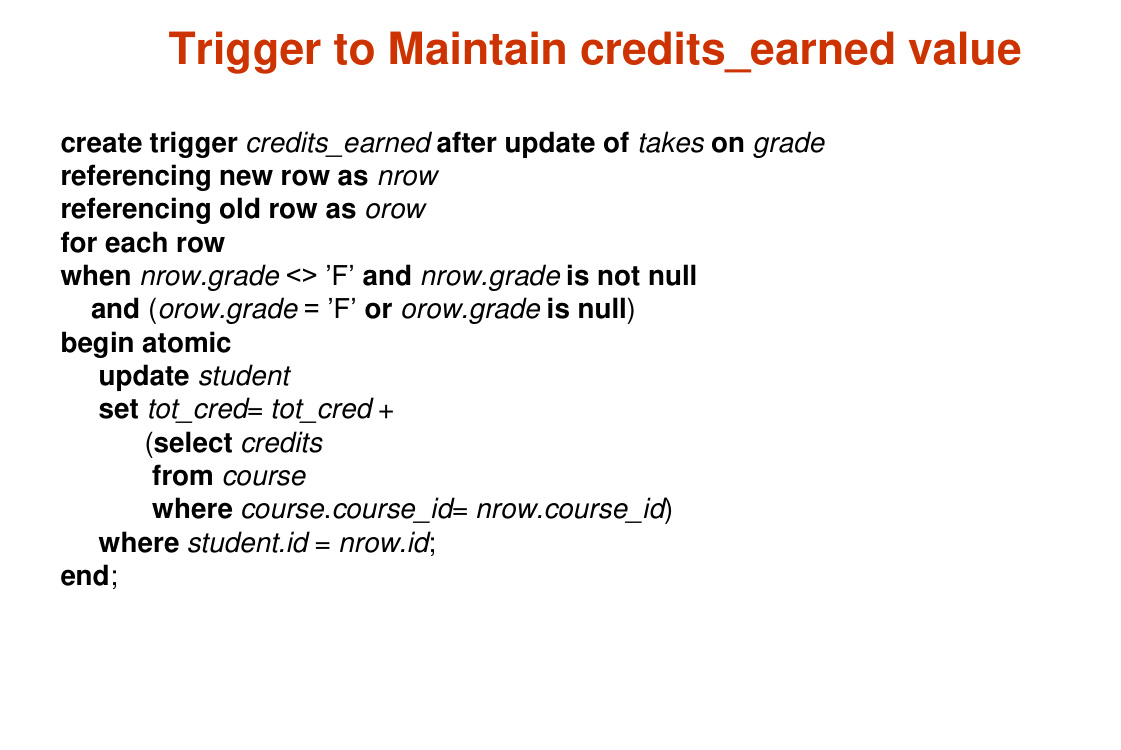 Trigger to Maintain credits_earned value
create trigger credits_earned after update of takes on grade
referencing new row as nrow
referencing old row as orow
for each row
when nrow.grade <> ’F’ and nrow.grade is not null
and (orow.grade = ’F’ or orow.grade is null)
begin atomic
update student
set tot_cred= tot_cred +
(select credits
from course
where course.course_id= nrow.course_id)
where student.id = nrow.id;
end;